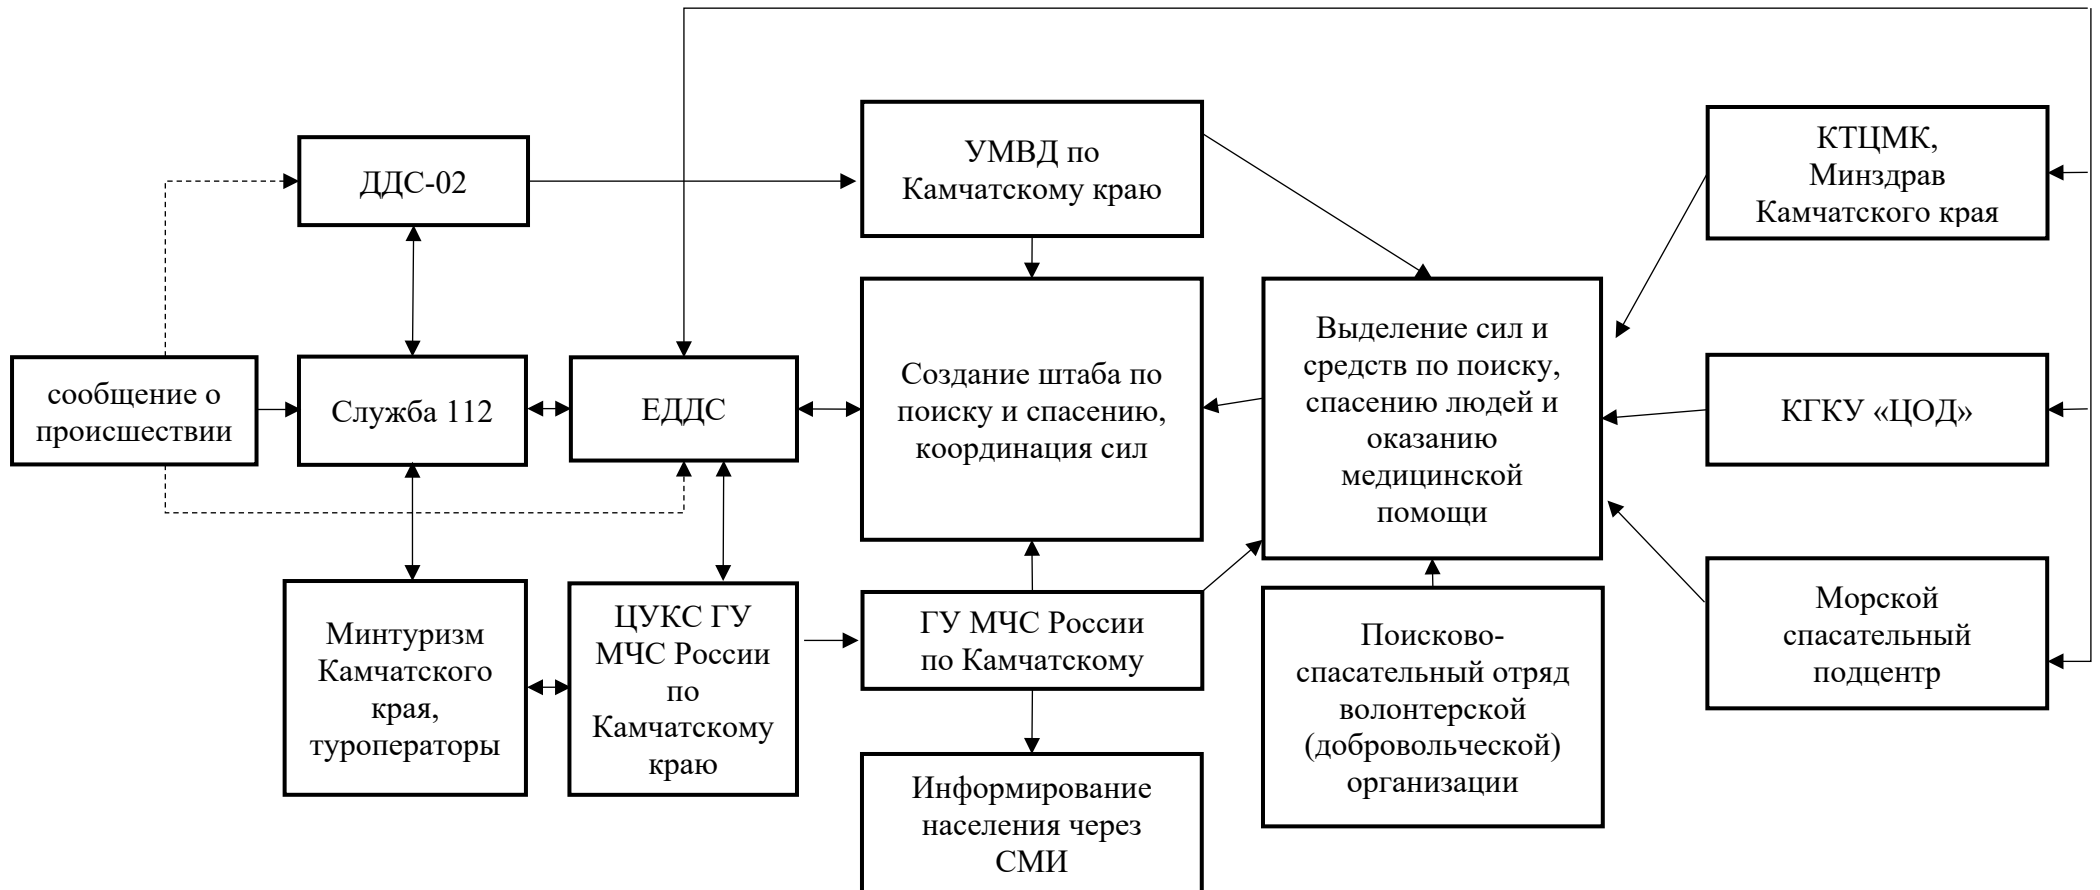 ДДС-02
УМВД по
Камчатскому краю
КТЦМК,
Минздрав
Камчатского края
сообщение о
происшествии
Служба 112
ЕДДС
Создание штаба по
поиску и спасению,
координация сил
Выделение сил и
средств по поиску,
спасению людей и
оказанию
медицинской
помощи
КГКУ «ЦОД»
Минтуризм
Камчатского
края,
туроператоры
ЦУКС ГУ
МЧС России
по
Камчатскому
краю
ГУ МЧС России
по Камчатскому
Поисково-
спасательный отряд
волонтерской
(добровольческой)
организации
Морской
спасательный
подцентр
Информирование
населения через
СМИ